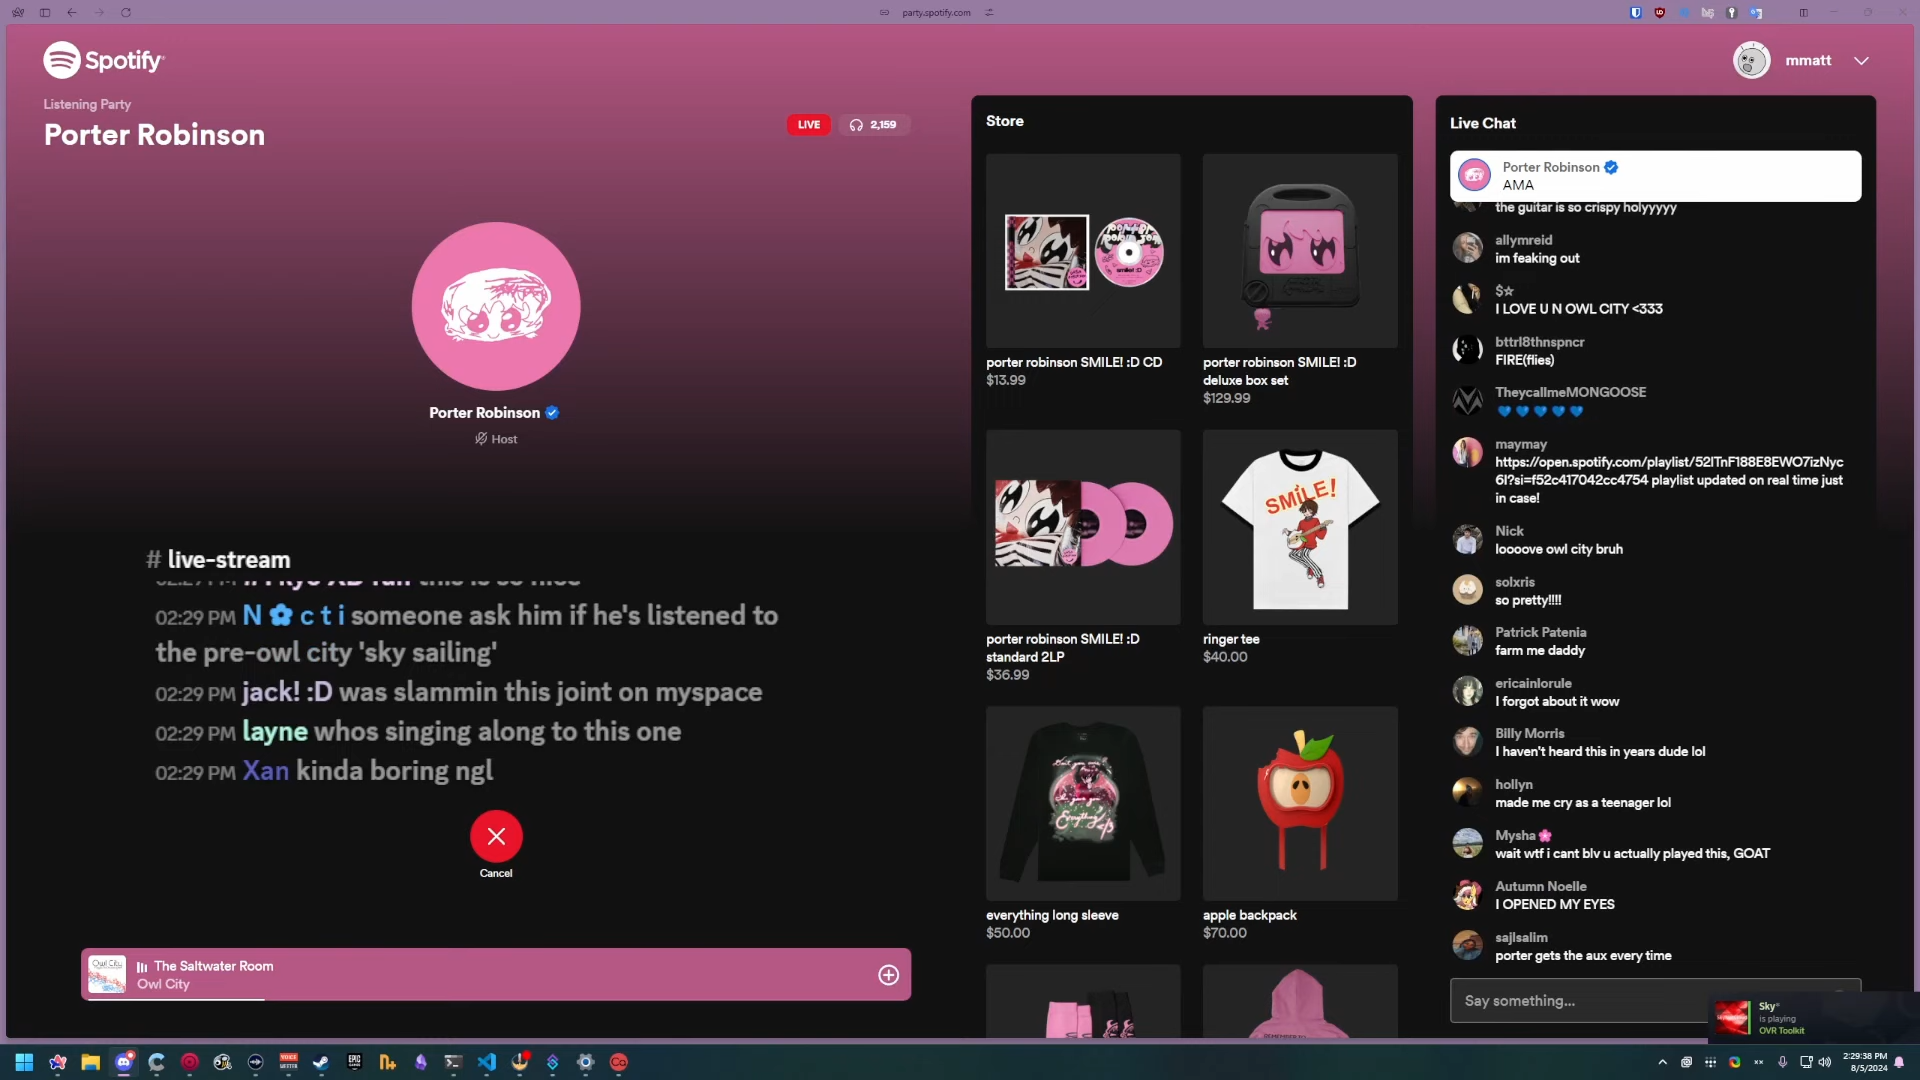 party.spotify.com
Spotify
mmatt
Listening Party
Porter Robinson
LIVE
2,159
Porter Robinson
Host
# live-stream
02:29 PM N ✿ c t i someone ask him if he's listened to
the pre-owl city 'sky sailing'
02:29 PM jack! :D was slammin this joint on myspace
02:29 PM layne whos singing along to this one
02:29 PM Xan kinda boring ngl
Cancel
The Saltwater Room
Owl City
Store
porter robinson SMILE! :D CD
$13.99
porter robinson SMILE! :D
deluxe box set
$129.99
SMiLE!
porter robinson SMILE! :D
standard 2LP
$36.99
ringer tee
$40.00
everything long sleeve
$50.00
apple backpack
$70.00
Live Chat
Porter Robinson
AMA
the guitar is so crispy holyyyyy
allymreid
im feaking out
$☆
I LOVE U N OWL CITY <333
bttrl8thnspncr
FIRE(flies)
TheycallmeMONGOOSE
💙💙💙💙💙
maymay
https://open.spotify.com/playlist/52lTnF188E8EWO7izNyc
6I?si=f52c417042cc4754 playlist updated on real time just
in case!
Nick
loooove owl city bruh
solxris
so pretty!!!!
Patrick Patenia
farm me daddy
ericainlorule
I forgot about it wow
Billy Morris
I haven't heard this in years dude lol
hollyn
made me cry as a teenager lol
Mysha🌸
wait wtf i cant blv u actually played this, GOAT
Autumn Noelle
I OPENED MY EYES
sajlsalim
porter gets the aux every time
Say something...
Sky*
is playing
OVR Toolkit
2:29:38 PM
8/5/2024